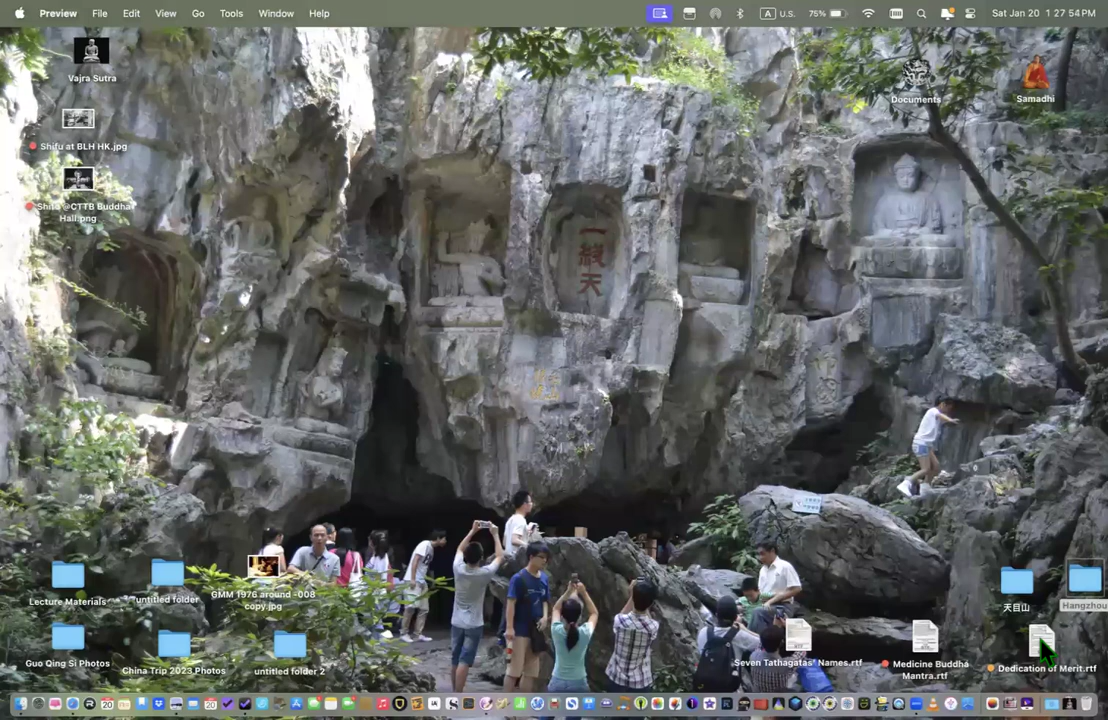 Preview File Edit View Go Tools Window Help
A U.S. 75% Sat Jan 20 1 27 54 PM
Vajra Sutra
Documents
Samadhi
Shifu at BLH HK.jpg
Shifu @CTTB Buddha
Hall.png
一線天
Lecture Materials
untitled folder
GMM 1976 around -008
copy.jpg
天目山
Hangzhou
Guo Qing Si Photos
China Trip 2023 Photos
untitled folder 2
Seven Tathagatas' Names.rtf
Medicine Buddha
Mantra.rtf
Dedication of Merit.rtf